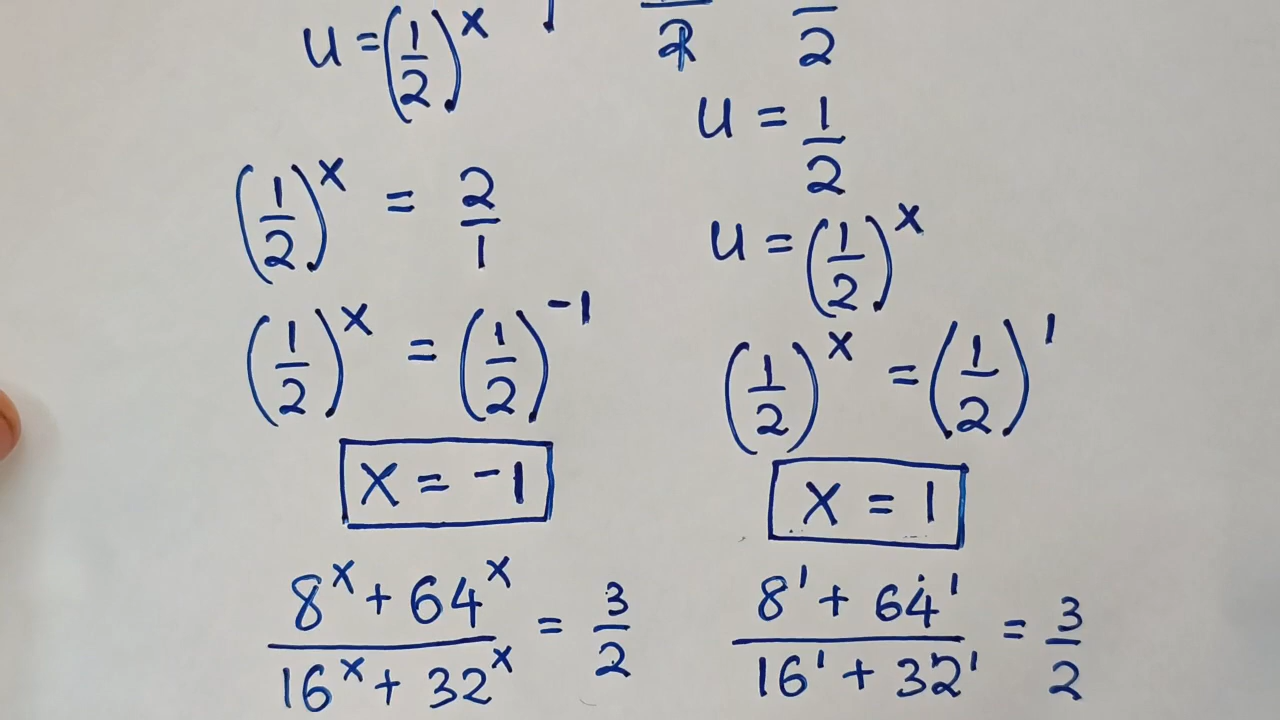 u = (1/2)^x
2 2
u = 1/2
(1/2)^x = 2/1
u = (1/2)^x
(1/2)^x = (1/2)^-1
(1/2)^x = (1/2)^1
x = -1
x = 1
(8^x + 64^x)/(16^x + 32^x) = 3/2
(8^1 + 64^1)/(16^1 + 32^1) = 3/2